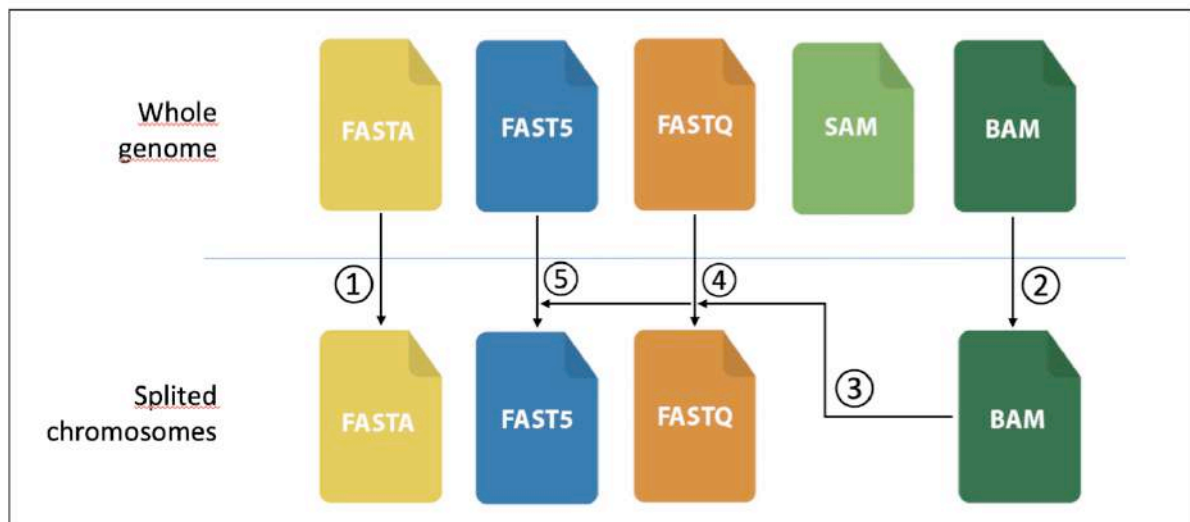 Whole
genome
FASTA
FAST5
FASTQ
SAM
BAM
①
⑤
④
②
③
Splited
chromosomes
FASTA
FAST5
FASTQ
BAM